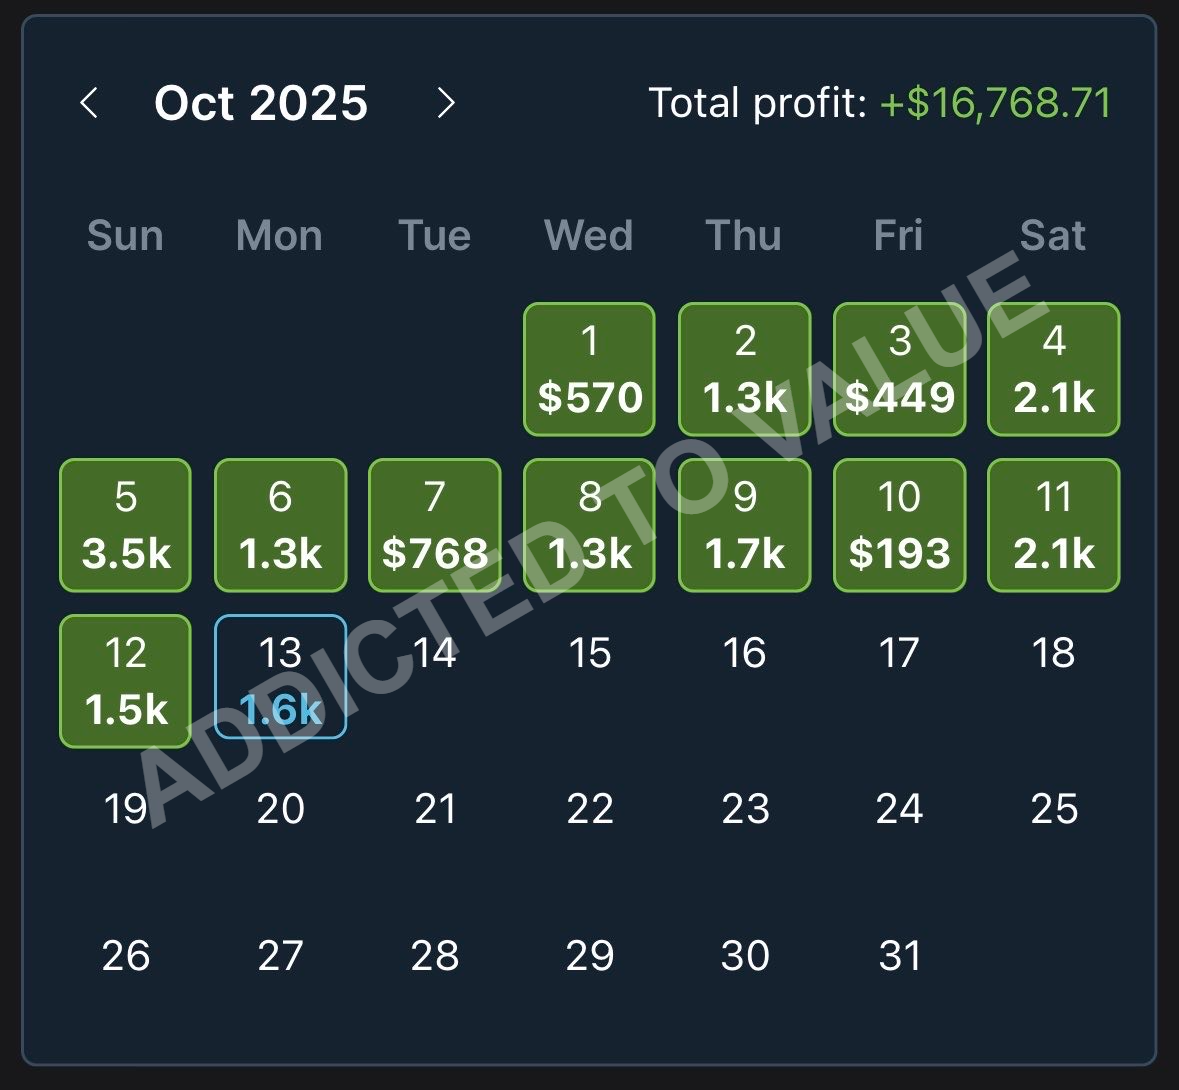 Oct 2025 Total profit: +$16,768.71
Sun Mon Tue Wed Thu Fri Sat
1 2 3 4
$570 1.3k $449 2.1k
5 6 7 8 9 10 11
3.5k 1.3k $768 1.3k 1.7k $193 2.1k
12 13 14 15 16 17 18
1.5k 1.6k
19 20 21 22 23 24 25
26 27 28 29 30 31
ADDICTED TO VALUE